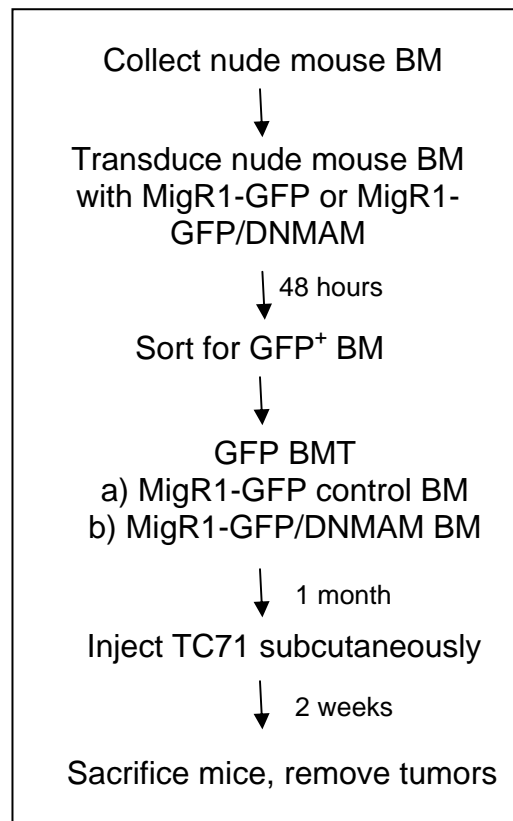 Collect nude mouse BM
Transduce nude mouse BM
with MigR1-GFP or MigR1-
GFP/DNMAM
48 hours
Sort for GFP⁺ BM
GFP BMT
a) MigR1-GFP control BM
b) MigR1-GFP/DNMAM BM
1 month
Inject TC71 subcutaneously
2 weeks
Sacrifice mice, remove tumors